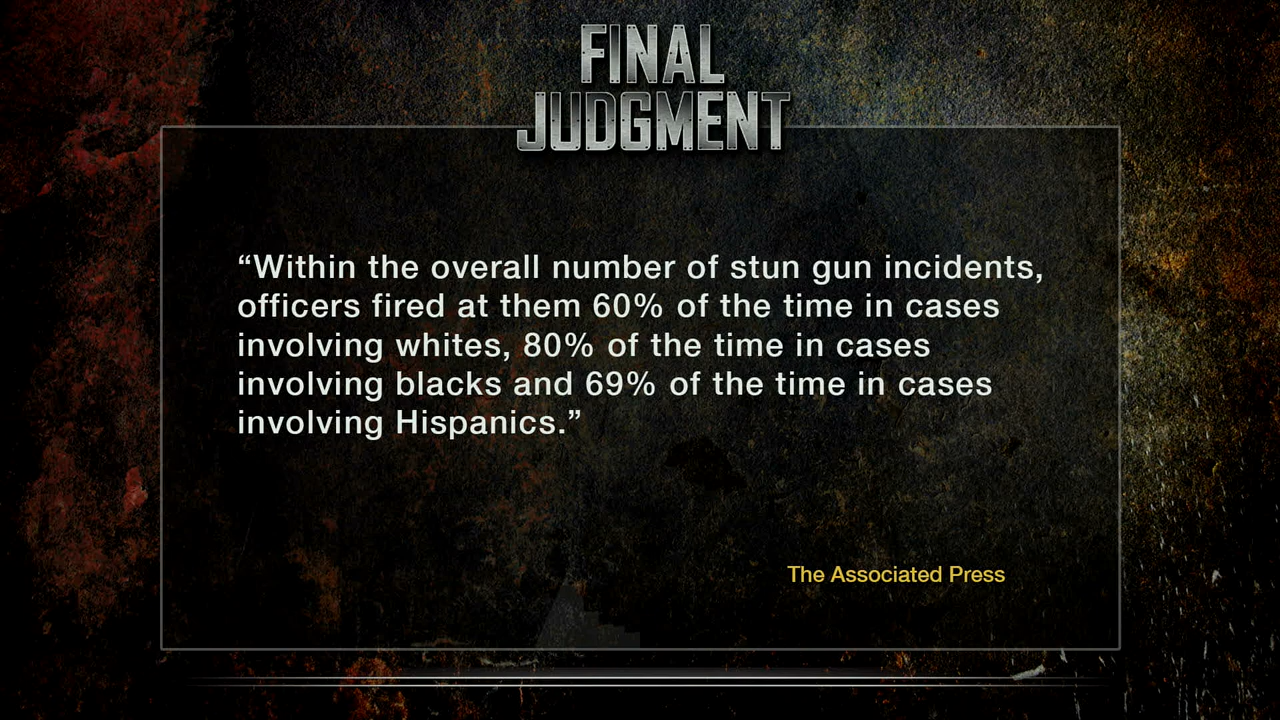 FINAL
JUDGMENT
“Within the overall number of stun gun incidents,
officers fired at them 60% of the time in cases
involving whites, 80% of the time in cases
involving blacks and 69% of the time in cases
involving Hispanics.”
The Associated Press